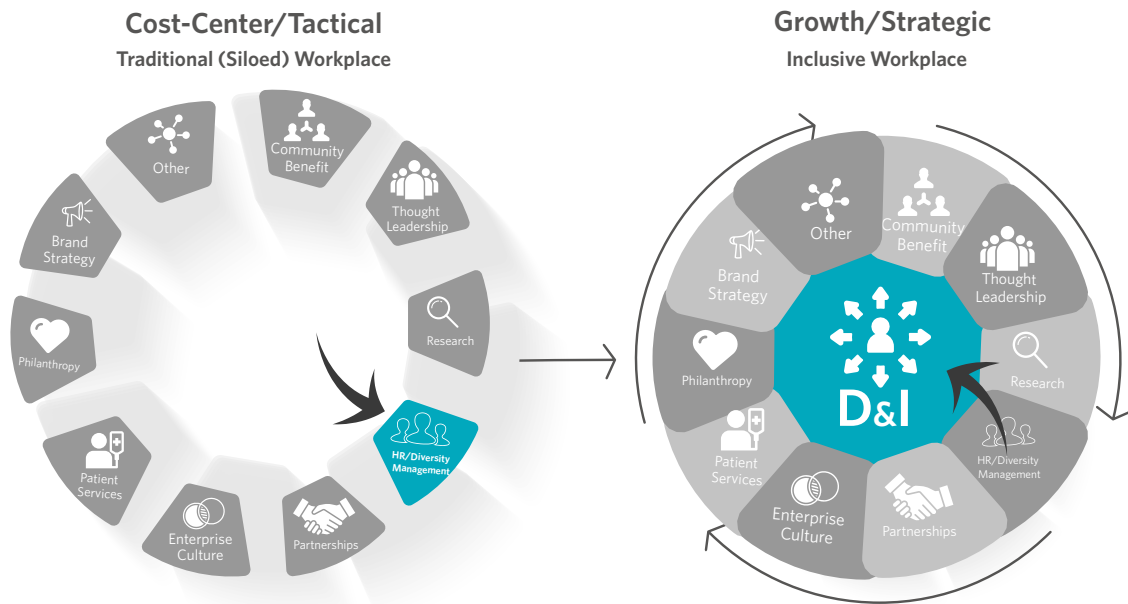 Cost-Center/Tactical
Traditional (Siloed) Workplace
Other
Community
Benefit
Thought
Leadership
Brand
Strategy
Research
Philanthropy
HR/Diversity
Management
Patient
Services
Enterprise
Culture
Partnerships
Growth/Strategic
Inclusive Workplace
Other
Community
Benefit
Thought
Leadership
Brand
Strategy
Research
Philanthropy
D&I
HR/Diversity
Management
Patient
Services
Enterprise
Culture
Partnerships